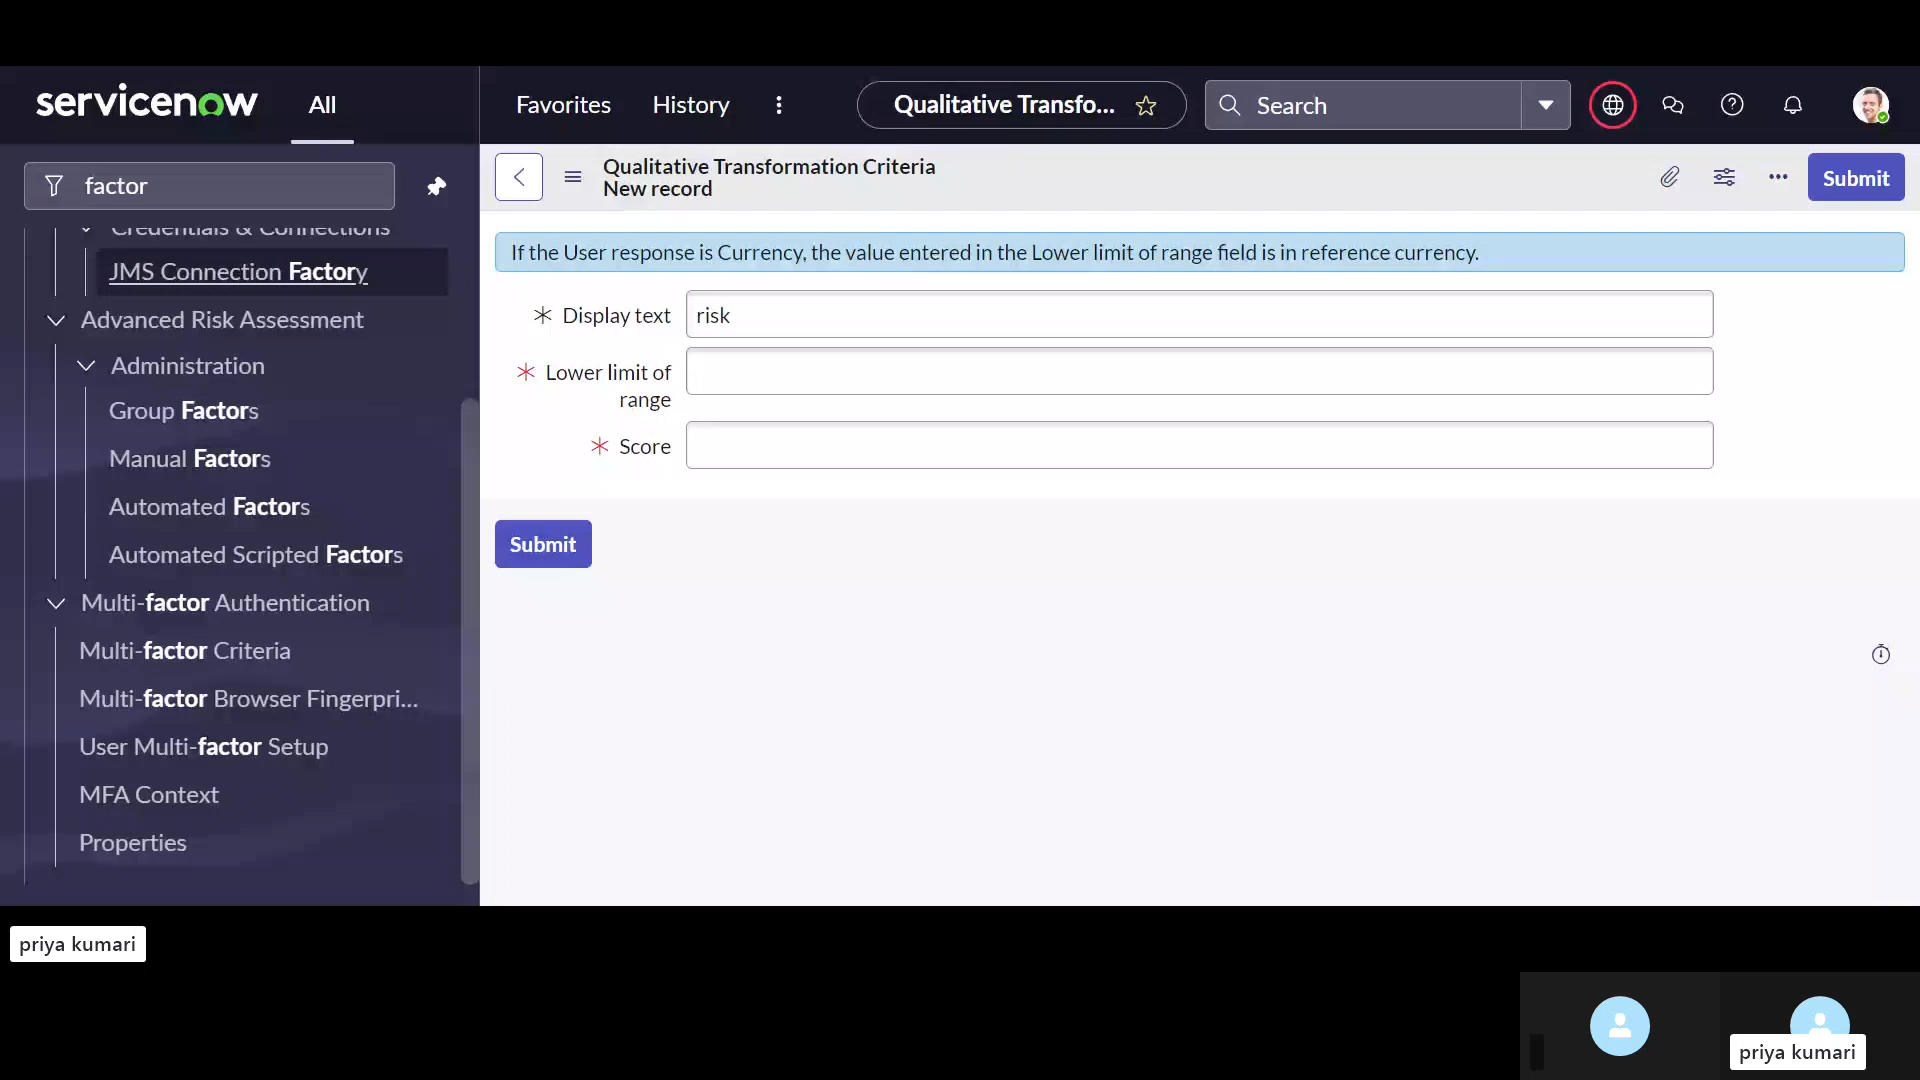 servicenow
All
Favorites
History
Qualitative Transfo...
Search
factor
Credentials & Connections
JMS Connection Factory
Advanced Risk Assessment
Administration
Group Factors
Manual Factors
Automated Factors
Automated Scripted Factors
Multi-factor Authentication
Multi-factor Criteria
Multi-factor Browser Fingerpri...
User Multi-factor Setup
MFA Context
Properties
Qualitative Transformation Criteria
New record
Submit
If the User response is Currency, the value entered in the Lower limit of range field is in reference currency.
Display text
risk
Lower limit of
range
Score
Submit
priya kumari
priya kumari